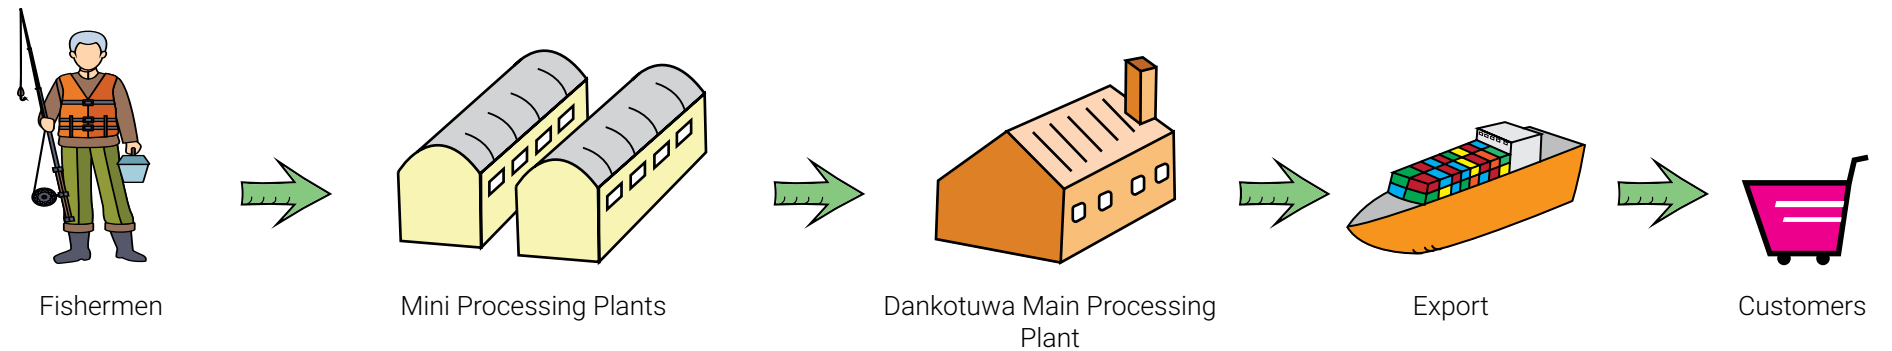 Fishermen
Mini Processing Plants
Dankotuwa Main Processing
Plant
Export
Customers